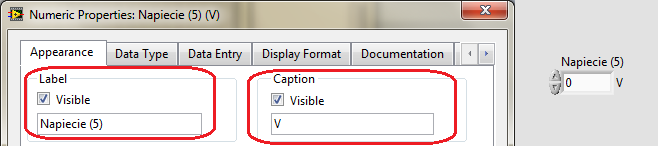 Numeric Properties: Napiecie (5) (V)
Appearance Data Type Data Entry Display Format Documentation
Label
Visible
Napiecie (5)
Caption
Visible
V
Napiecie (5)
0 V